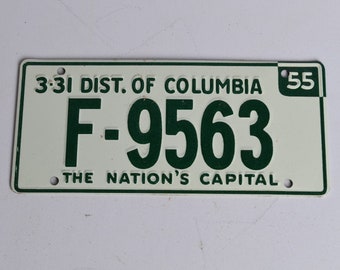 3-31 DIST. OF COLUMBIA 55
F-9563
THE NATION'S CAPITAL